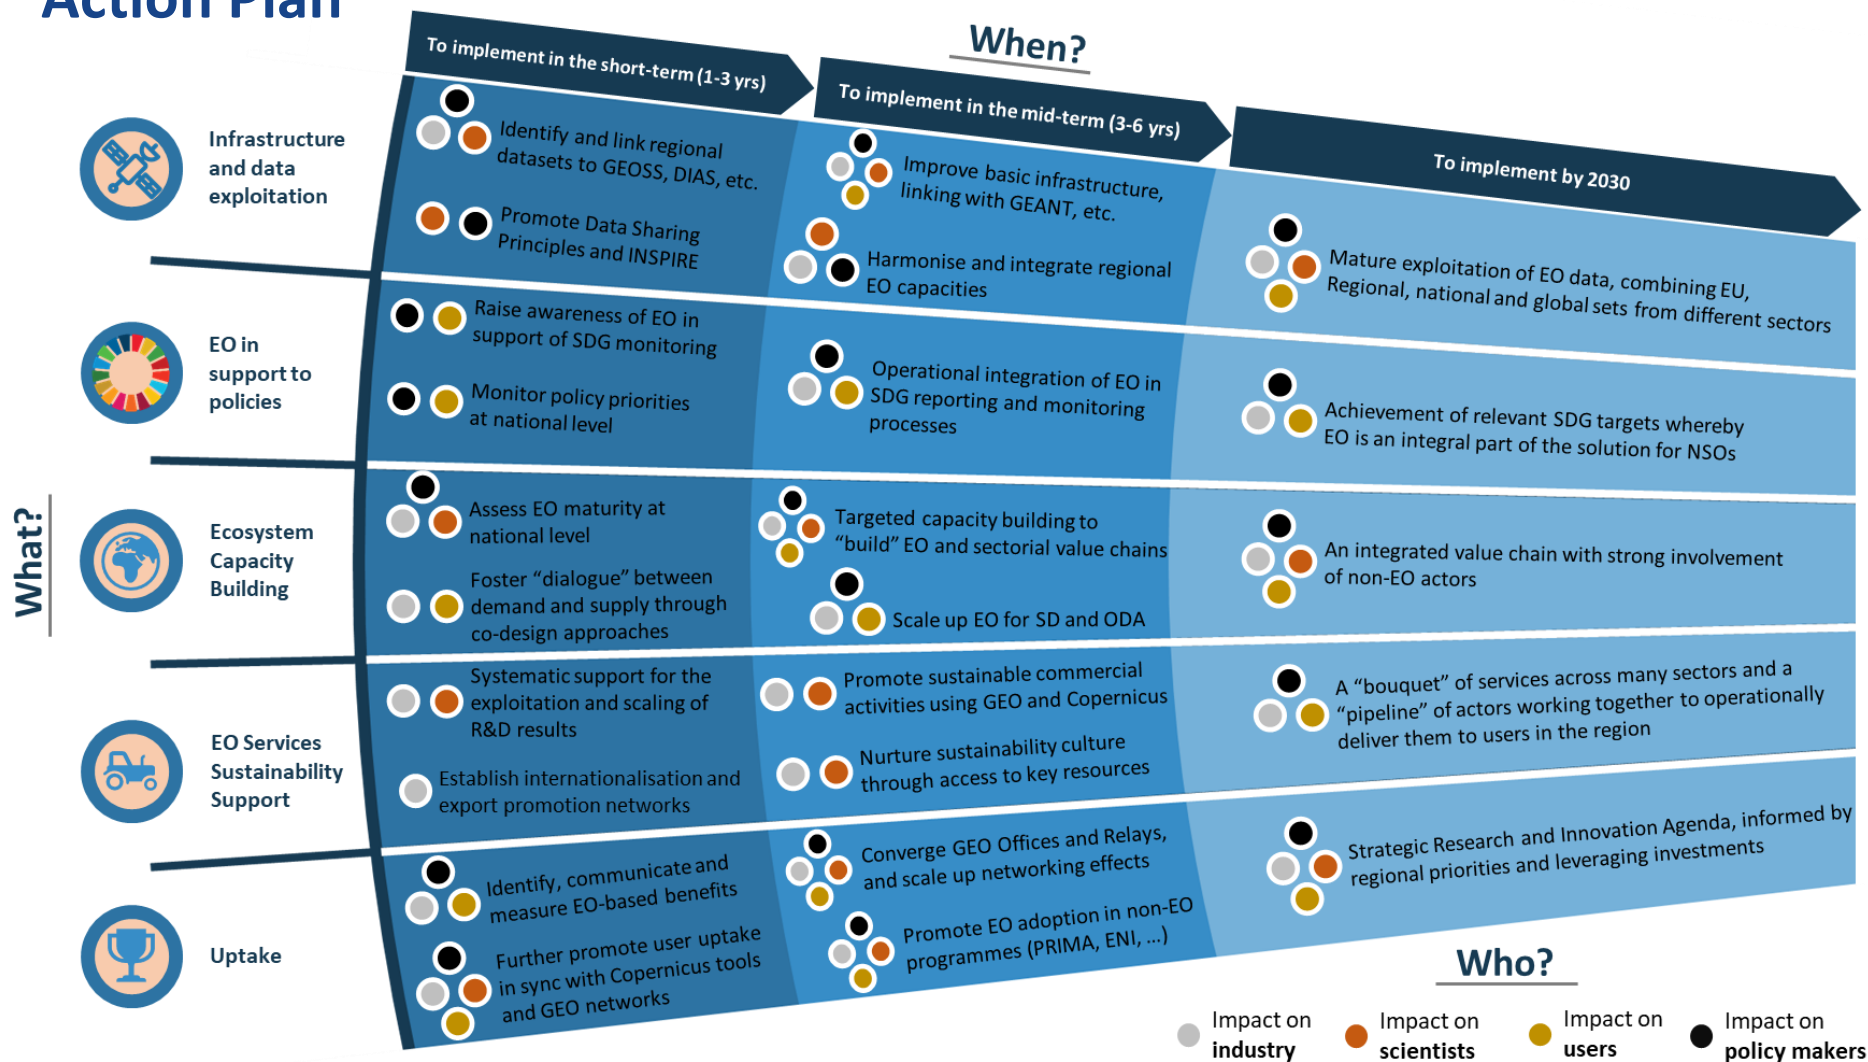 Action Plan
When?
To implement in the short-term (1-3 yrs)
To implement in the mid-term (3-6 yrs)
To implement by 2030
What?
Infrastructure
and data
exploitation
Identify and link regional
datasets to GEOSS, DIAS, etc.
Promote Data Sharing
Principles and INSPIRE
Improve basic infrastructure,
linking with GEANT, etc.
Harmonise and integrate regional
EO capacities
Mature exploitation of EO data, combining EU,
Regional, national and global sets from different sectors
EO in
support to
policies
Raise awareness of EO in
support of SDG monitoring
Monitor policy priorities
at national level
Operational integration of EO in
SDG reporting and monitoring
processes
Achievement of relevant SDG targets whereby
EO is an integral part of the solution for NSOs
Ecosystem
Capacity
Building
Assess EO maturity at
national level
Foster “dialogue” between
demand and supply through
co-design approaches
Targeted capacity building to
“build” EO and sectorial value chains
Scale up EO for SD and ODA
An integrated value chain with strong involvement
of non-EO actors
EO Services
Sustainability
Support
Systematic support for the
exploitation and scaling of
R&D results
Establish internationalisation and
export promotion networks
Promote sustainable commercial
activities using GEO and Copernicus
Nurture sustainability culture
through access to key resources
A “bouquet” of services across many sectors and a
“pipeline” of actors working together to operationally
deliver them to users in the region
Uptake
Identify, communicate and
measure EO-based benefits
Further promote user uptake
in sync with Copernicus tools
and GEO networks
Converge GEO Offices and Relays,
and scale up networking effects
Promote EO adoption in non-EO
programmes (PRIMA, ENI, ...)
Strategic Research and Innovation Agenda, informed by
regional priorities and leveraging investments
Who?
Impact on
industry
Impact on
scientists
Impact on
users
Impact on
policy makers